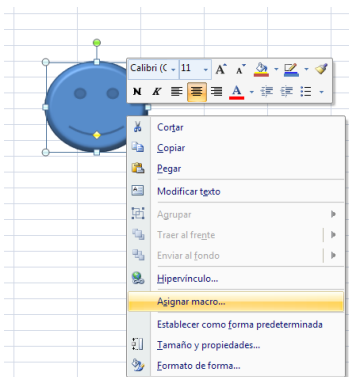 Calibri (C 11 A A
N K A
Cortar
Copiar
Pegar
Modificar texto
Agrupar
Traer al frente
Enviar al fondo
Hipervínculo...
Asignar macro...
Establecer como forma predeterminada
Tamaño y propiedades...
Formato de forma...